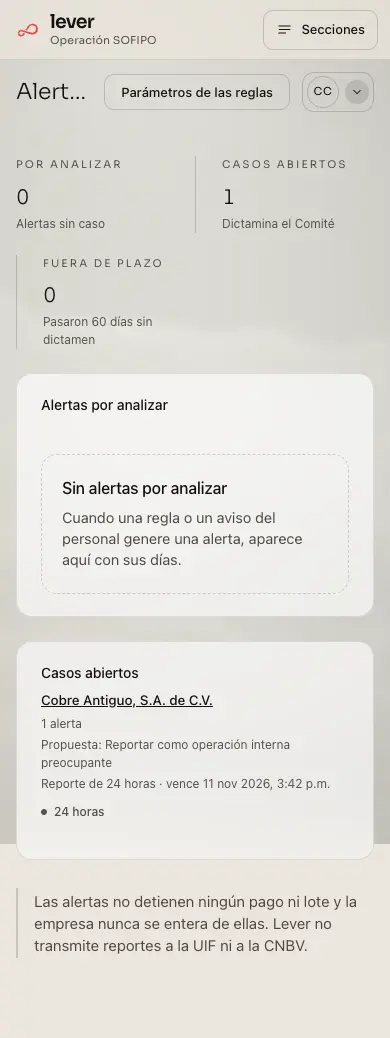 lever
Operación SOFIPO
Secciones
Alert...
Parámetros de las reglas
CC
POR ANALIZAR
0
Alertas sin caso
CASOS ABIERTOS
1
Dictamina el Comité
FUERA DE PLAZO
0
Pasaron 60 días sin
dictamen
Alertas por analizar
Sin alertas por analizar
Cuando una regla o un aviso del
personal genere una alerta, aparece
aquí con sus días.
Casos abiertos
Cobre Antiguo, S.A. de C.V.
1 alerta
Propuesta: Reportar como operación interna
preocupante
Reporte de 24 horas · vence 11 nov 2026, 3:42 p.m.
24 horas
Las alertas no detienen ningún pago ni lote y la
empresa nunca se entera de ellas. Lever no
transmite reportes a la UIF ni a la CNBV.